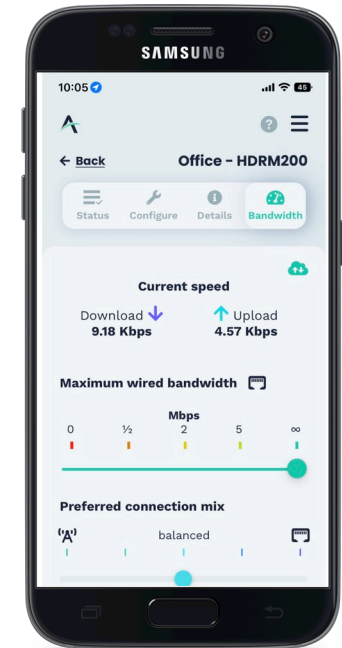 SAMSUNG
10:05 46
← Back Office – HDRM200
Status Configure Details Bandwidth
Current speed
Download ↓ ↑ Upload
9.18 Kbps 4.57 Kbps
Maximum wired bandwidth
Mbps
0 ½ 2 5 ∞
Preferred connection mix
balanced